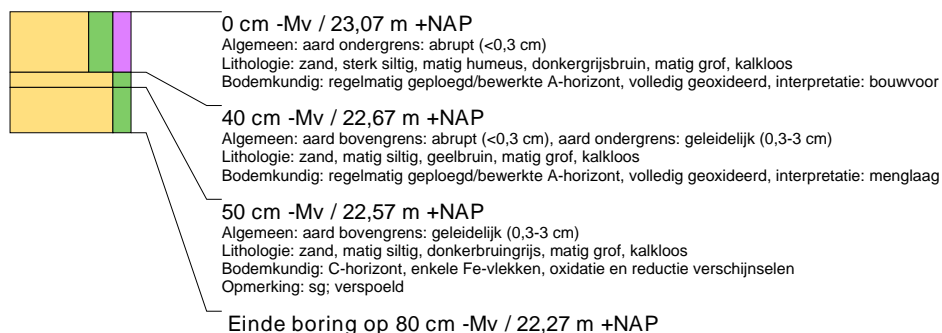 0 cm -Mv / 23,07 m +NAP
Algemeen: aard ondergrens: abrupt (<0,3 cm)
Lithologie: zand, sterk siltig, matig humeus, donkergrijsbruin, matig grof, kalkloos
Bodemkundig: regelmatig geploegd/bewerkte A-horizont, volledig geoxideerd, interpretatie: bouwvoor
40 cm -Mv / 22,67 m +NAP
Algemeen: aard bovengrens: abrupt (<0,3 cm), aard ondergrens: geleidelijk (0,3-3 cm)
Lithologie: zand, matig siltig, geelbruin, matig grof, kalkloos
Bodemkundig: regelmatig geploegd/bewerkte A-horizont, volledig geoxideerd, interpretatie: menglaag
50 cm -Mv / 22,57 m +NAP
Algemeen: aard bovengrens: geleidelijk (0,3-3 cm)
Lithologie: zand, matig siltig, donkerbruingrijs, matig grof, kalkloos
Bodemkundig: C-horizont, enkele Fe-vlekken, oxidatie en reductie verschijnselen
Opmerking: sg; verspoeld
Einde boring op 80 cm -Mv / 22,27 m +NAP